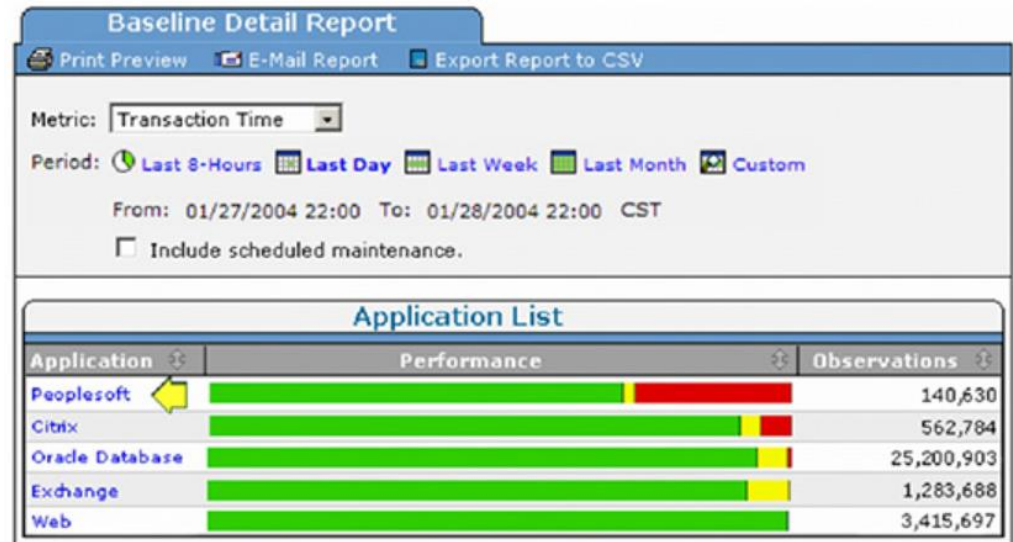 Baseline Detail Report
Print Preview E-Mail Report Export Report to CSV
Metric: Transaction Time
Period: Last 8-Hours Last Day Last Week Last Month Custom
From: 01/27/2004 22:00 To: 01/28/2004 22:00 CST
Include scheduled maintenance.
Application List
Application Performance Observations
Peoplesoft 140,630
Citrix 562,784
Oracle Database 25,200,903
Exchange 1,283,688
Web 3,415,697